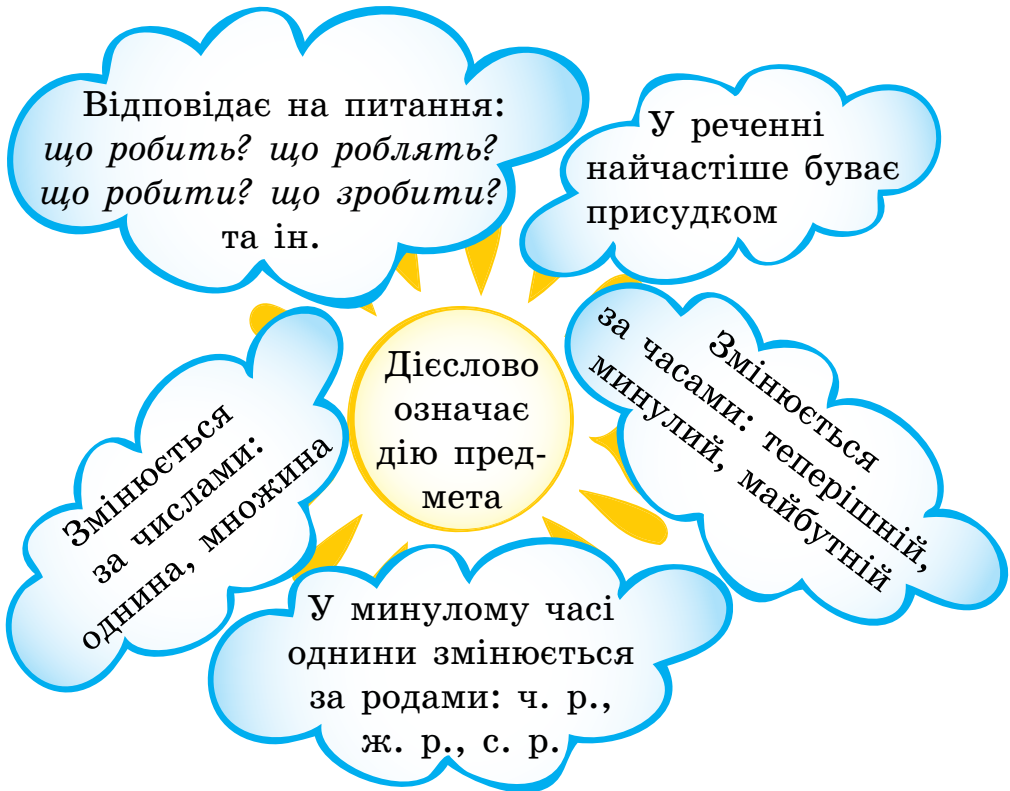 Відповідає на питання:
що робить? що роблять?
що робити? що зробити?
та ін.
У реченні
найчастіше буває
присудком
Дієслово
означає
дію пред-
мета
Змінюється
за часами: теперішній,
минулий, майбутній
Змінюється
за числами:
однина, множина
У минулому часі
однини змінюється
за родами: ч. р.,
ж. р., с. р.